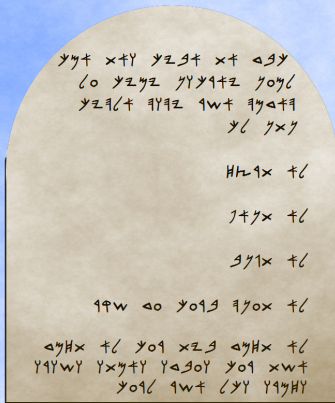 𐤊𐤁𐤃 𐤀𐤕 𐤀𐤁𐤉𐤊 𐤅𐤀𐤕 𐤀𐤌𐤊
𐤋𐤌𐤏𐤍 𐤉𐤀𐤓𐤊𐤅𐤍 𐤉𐤌𐤉𐤊 𐤏𐤋
𐤄𐤀𐤃𐤌𐤄 𐤀𐤔𐤓 𐤉𐤄𐤅𐤄 𐤀𐤋𐤄𐤉𐤊
𐤍𐤕𐤍 𐤋𐤊
𐤋𐤀 𐤕𐤓𐤑𐤇
𐤋𐤀 𐤕𐤍𐤀𐤐
𐤋𐤀 𐤕𐤂𐤍𐤁
𐤋𐤀 𐤕𐤏𐤍𐤄 𐤁𐤓𐤏𐤊 𐤏𐤃 𐤔𐤒𐤓
𐤋𐤀 𐤕𐤇𐤌𐤃 𐤁𐤉𐤕 𐤓𐤏𐤊 𐤋𐤀 𐤕𐤇𐤌𐤃
𐤀𐤔𐤕 𐤓𐤏𐤊 𐤅𐤏𐤁𐤃𐤅 𐤅𐤀𐤌𐤕𐤅 𐤅𐤔𐤅𐤓𐤅
𐤅𐤇𐤌𐤓𐤅 𐤅𐤊𐤋 𐤀𐤔𐤓 𐤋𐤓𐤏𐤊